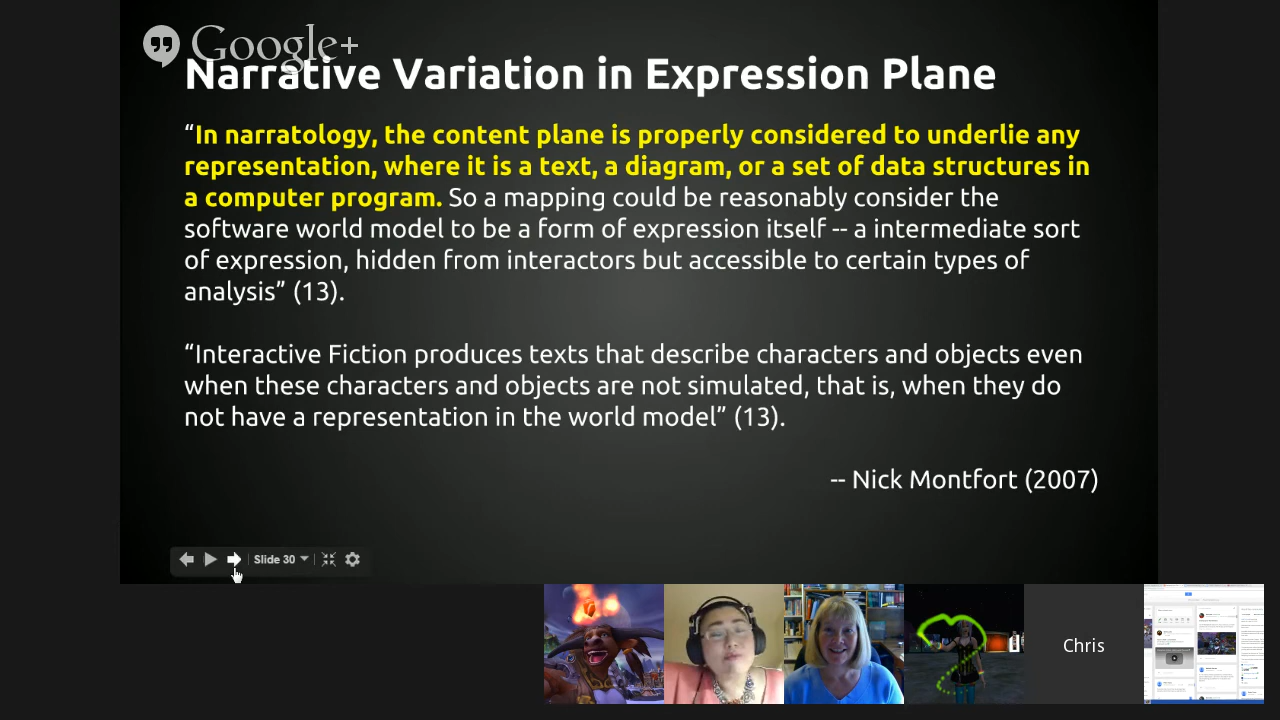 Google+
Narrative Variation in Expression Plane
“In narratology, the content plane is properly considered to underlie any
representation, where it is a text, a diagram, or a set of data structures in
a computer program. So a mapping could be reasonably consider the
software world model to be a form of expression itself -- a intermediate sort
of expression, hidden from interactors but accessible to certain types of
analysis” (13).
“Interactive Fiction produces texts that describe characters and objects even
when these characters and objects are not simulated, that is, when they do
not have a representation in the world model” (13).
-- Nick Montfort (2007)
Slide 30
Chris